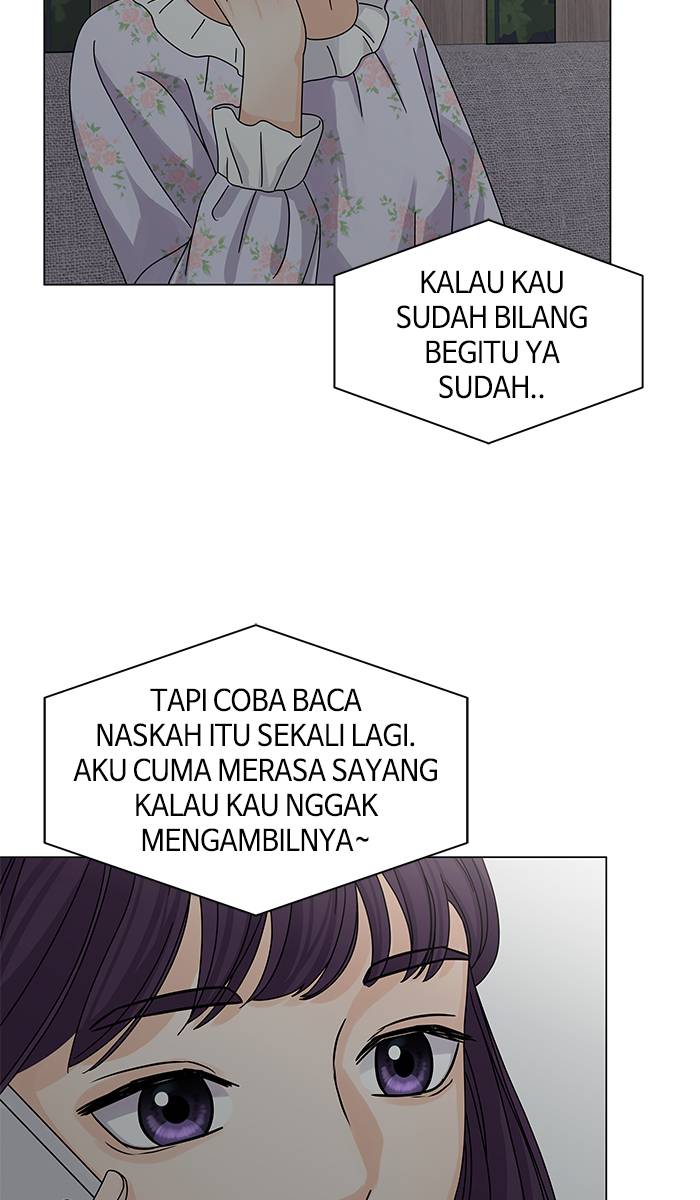 KALAU KAU
SUDAH BILANG
BEGITU YA
SUDAH..
TAPI COBA BACA
NASKAH ITU SEKALI LAGI.
AKU CUMA MERASA SAYANG
KALAU KAU NGGAK
MENGAMBILNYA~